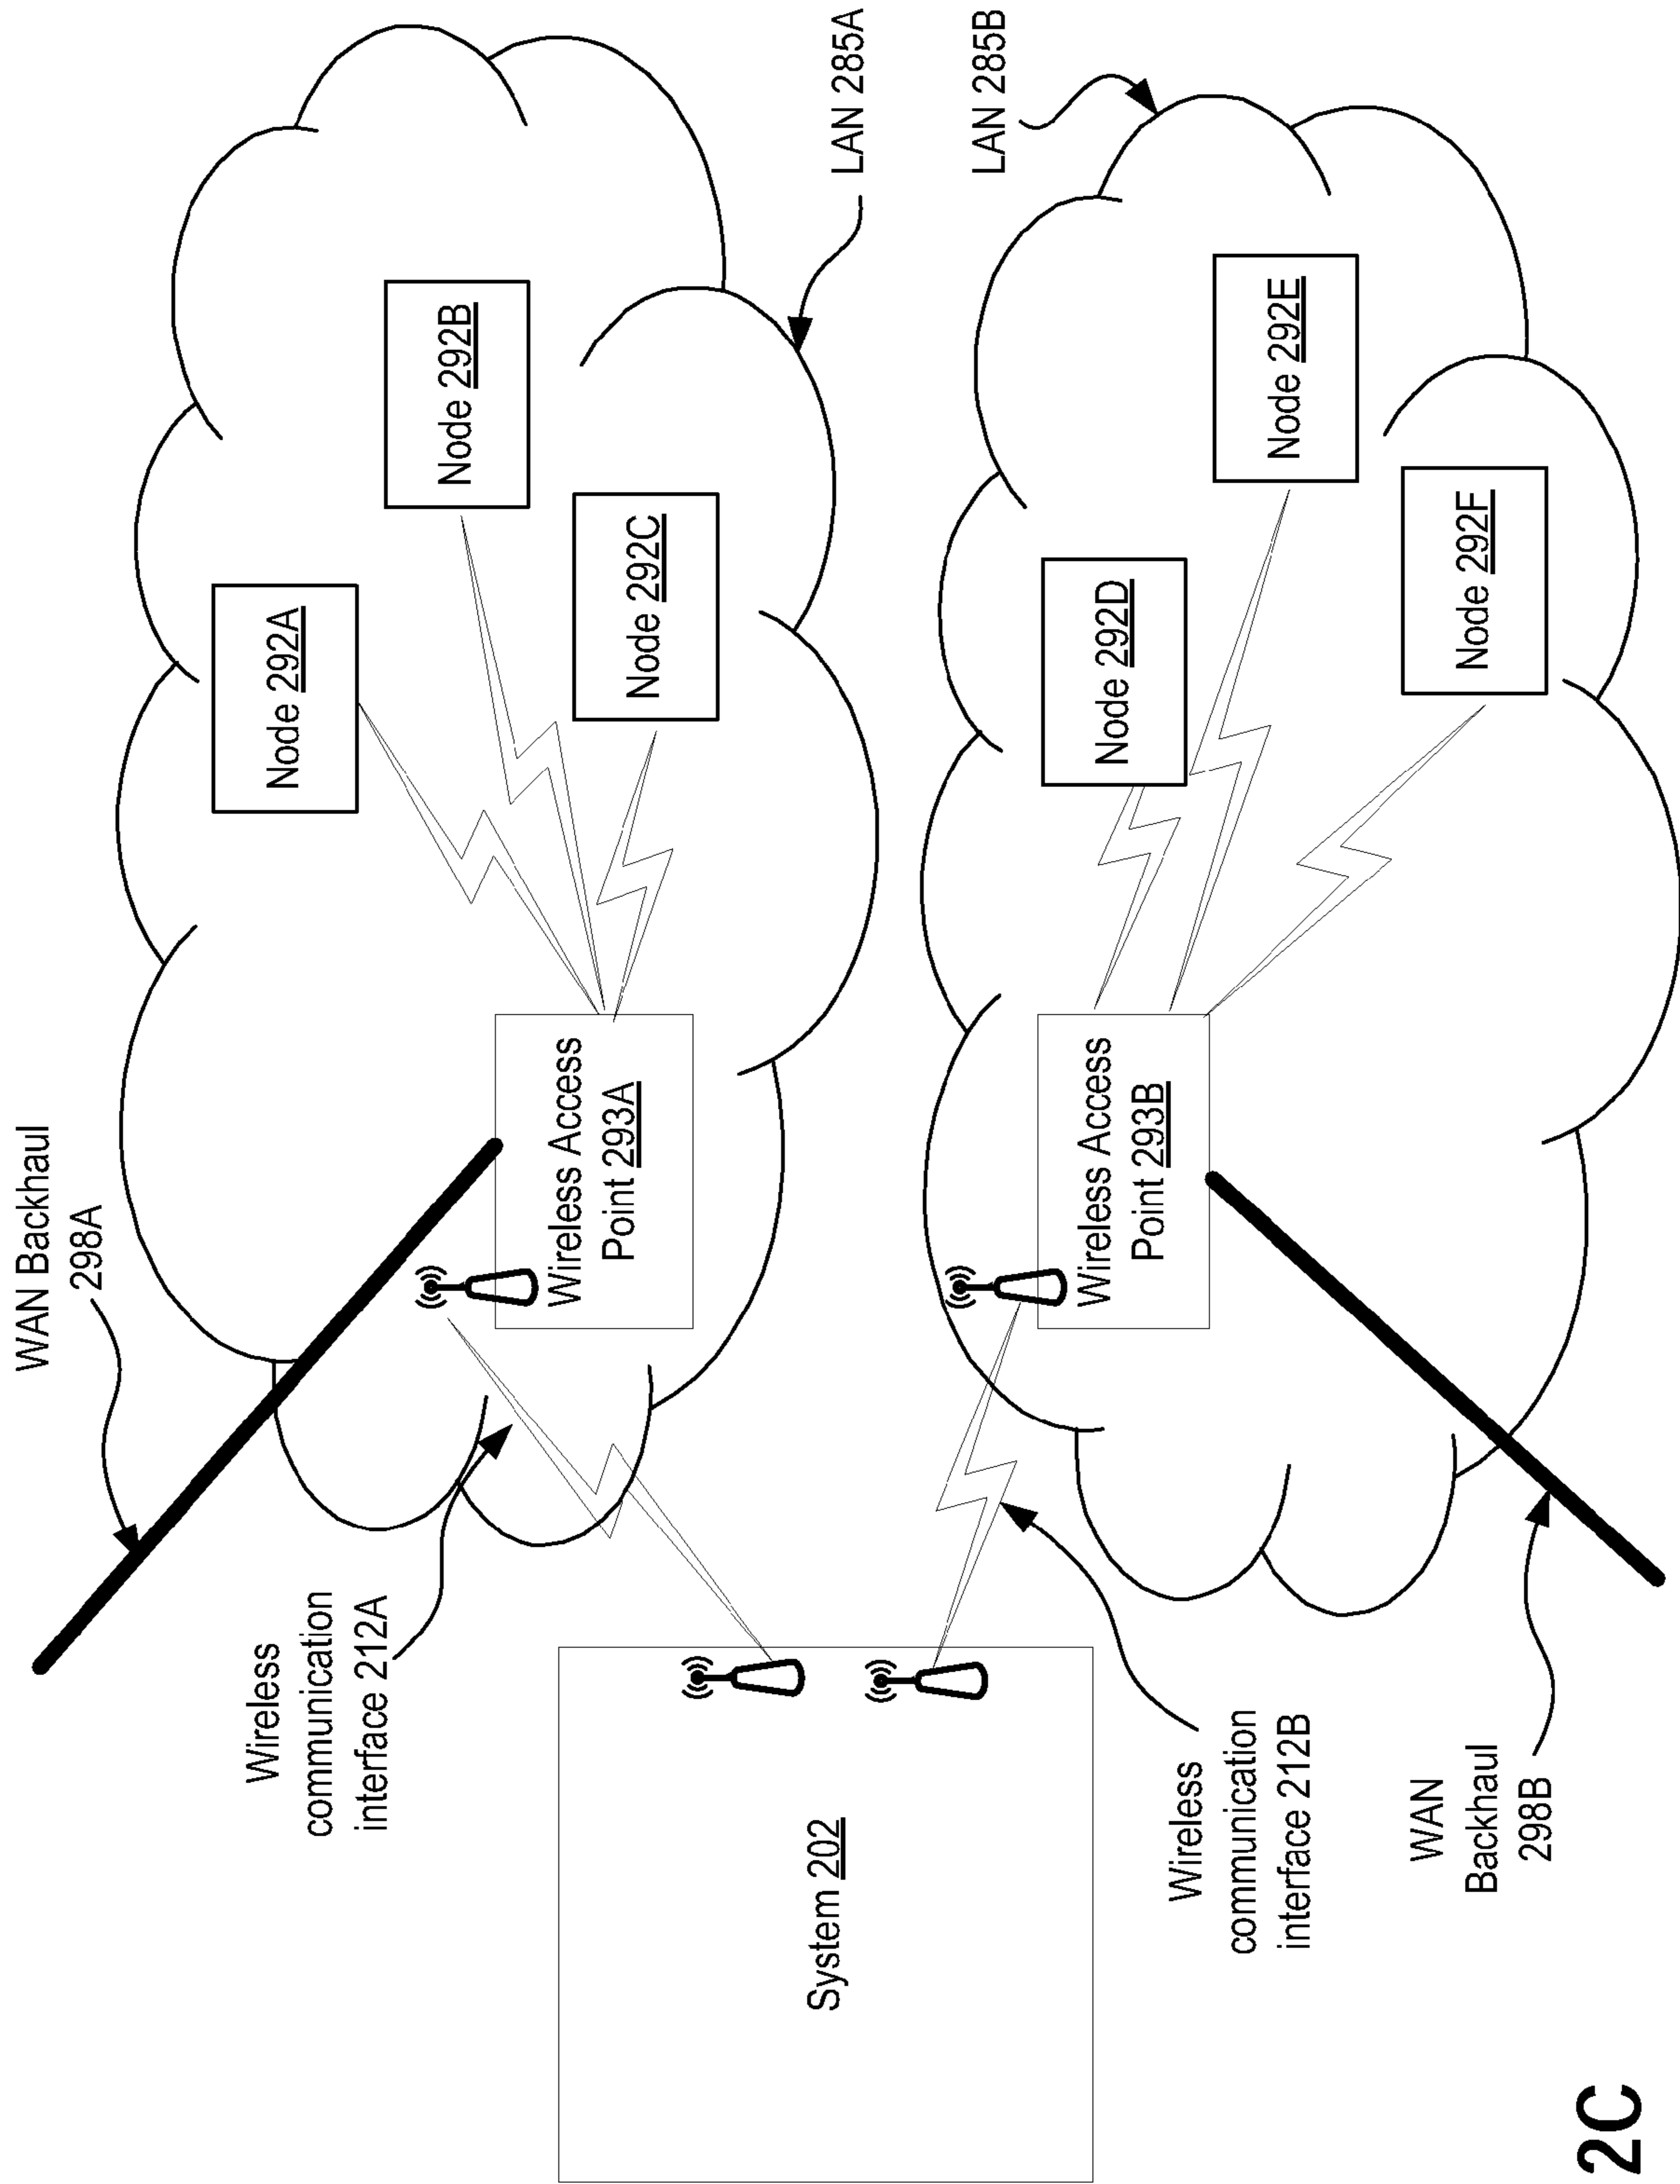 WAN Backhaul
298A
Wireless
communication
interface 212A
System 202
Wireless
communication
interface 212B
WAN
Backhaul
298B
Wireless Access
Point 293A
Node 292A
Node 292B
Node 292C
LAN 285A
LAN 285B
Wireless Access
Point 293B
Node 292D
Node 292E
Node 292F
2C